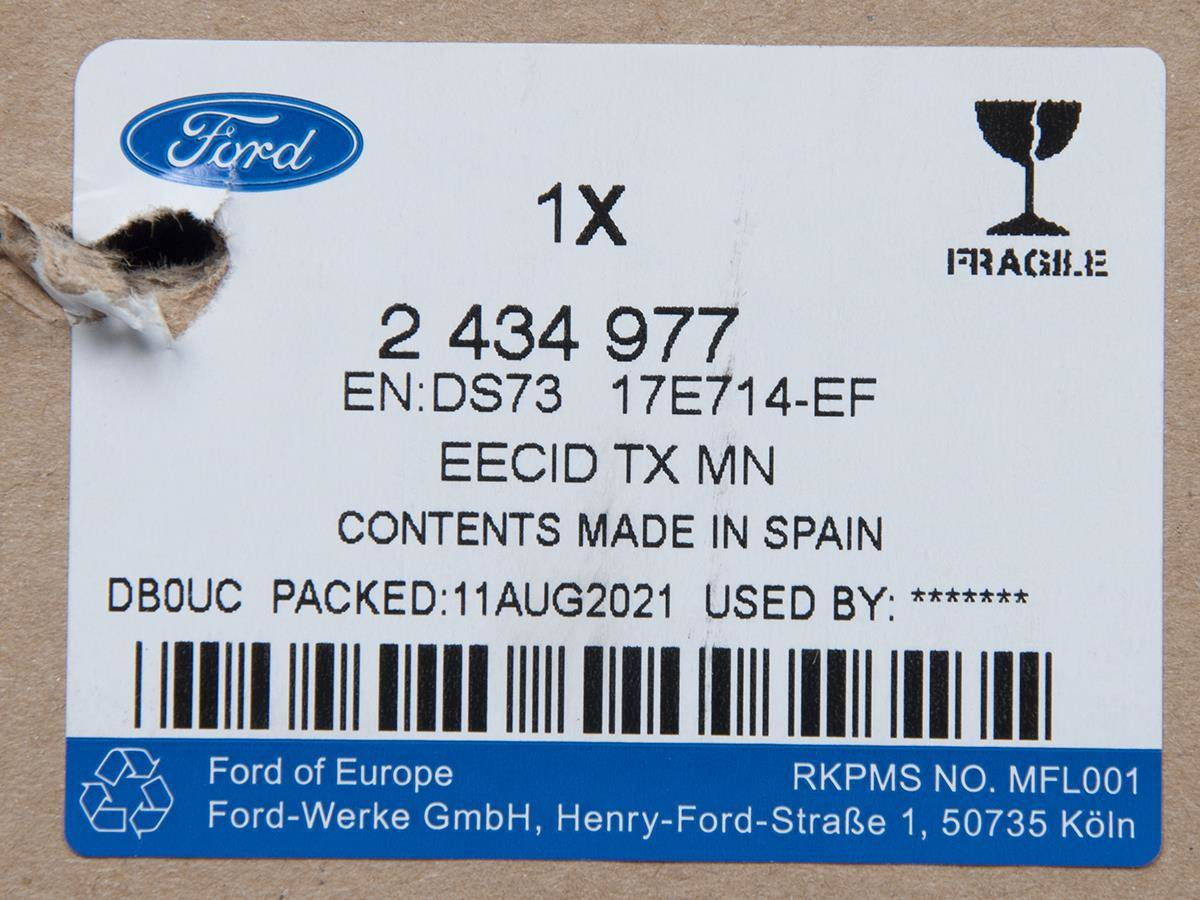 Ford
1X
FRAGILE
2 434 977
EN:DS73 17E714-EF
EECID TX MN
CONTENTS MADE IN SPAIN
DB0UC PACKED:11AUG2021 USED BY: *******
Ford of Europe RKPMS NO. MFL001
Ford-Werke GmbH, Henry-Ford-Straße 1, 50735 Köln